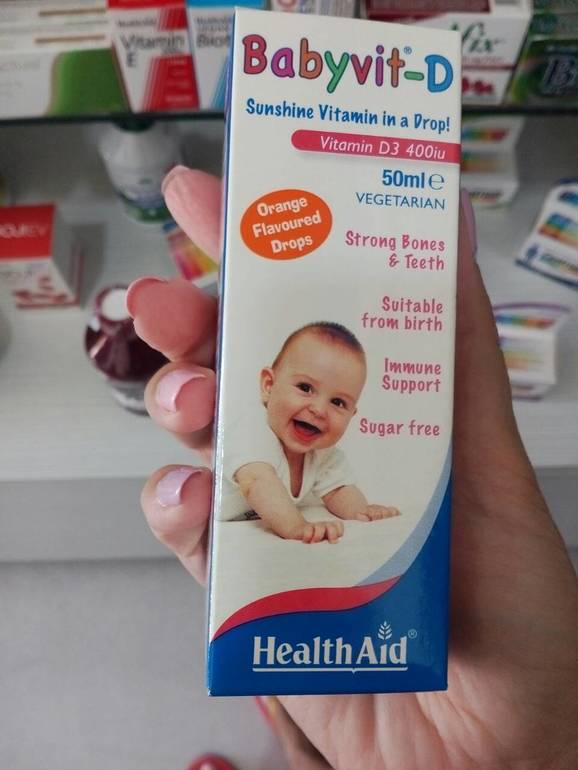 Babyvit®-D
Sunshine Vitamin in a Drop!
Vitamin D3 400iu
50ml ℮
VEGETARIAN
Orange
Flavoured
Drops
Strong Bones
& Teeth
Suitable
from birth
Immune
Support
Sugar free
HealthAid®
Vitamin
E